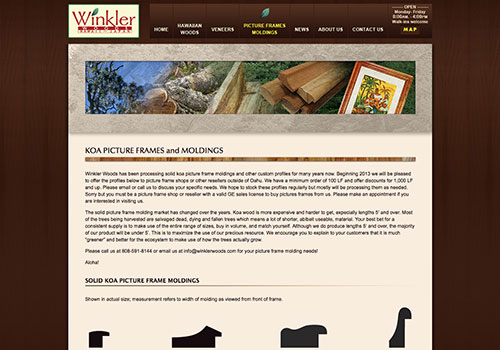 Winkler
WOODS
HAWAII • JAPAN
HOME
HAWAIIAN
WOODS
VENEERS
PICTURE FRAMES
MOLDINGS
NEWS
ABOUT US
CONTACT US
OPEN
Monday- Friday
8:00AM. - 6:00PM
Walk-ins welcome
MAP
KOA PICTURE FRAMES and MOLDINGS
Winkler Woods has been processing solid koa picture frame moldings and other custom profiles for many years now. Beginning 2013 we will be pleased
to offer the profiles below to picture frame shops or other resellers outside of Oahu. We have a minimum order of 100 LF and offer discounts for 1,000 LF
and up. Please email or call us to discuss your specific needs. We hope to stock these profiles regularly but mostly will be processing them as needed.
Sorry but you must be a picture frame shop or reseller with a valid GE sales license to buy pictures frames from us. Please make an appointment if you
are interested in visiting us.
The solid picture frame molding market has changed over the years. Koa wood is more expensive and harder to get, especially lengths 5' and over. Most
of the trees being harvested are salvaged dead, dying and fallen trees which means a lot of shorter, albiet useable, material. Your best bet for a
consistent supply is to make use of the entire range of sizes, buy in volume, and match yourself. Although we do produce lengths 5' and over, the majority
of our product will be under 5'. This is to maximize the use of our precious resource. We encourage you to explain to your customers that it is much
"greener" and better for the ecosystem to make use of how the trees actually grow.
Please call us at 808-591-8144 or email us at info@winklerwoods.com for your picture frame molding needs!
Aloha!
SOLID KOA PICTURE FRAME MOLDINGS
Shown in actual size; measurement refers to width of molding as viewed from front of frame.